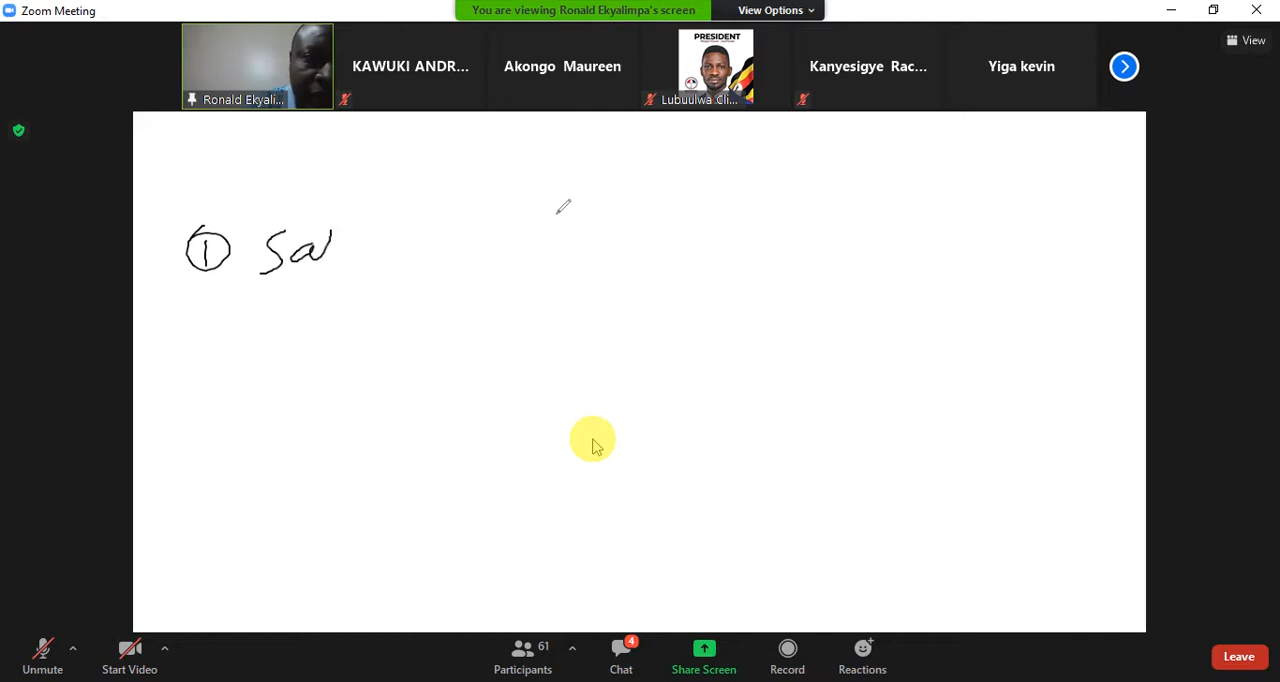 Zoom Meeting
You are viewing Ronald Ekyalimpa's screen
View Options
View
Ronald Ekyali...
KAWUKI ANDR...
Akongo Maureen
PRESIDENT
Lubuulwa Cli...
Kanyesigye Rac...
Yiga kevin
① Sal
Unmute
Start Video
61
Participants
4
Chat
Share Screen
Record
Reactions
Leave